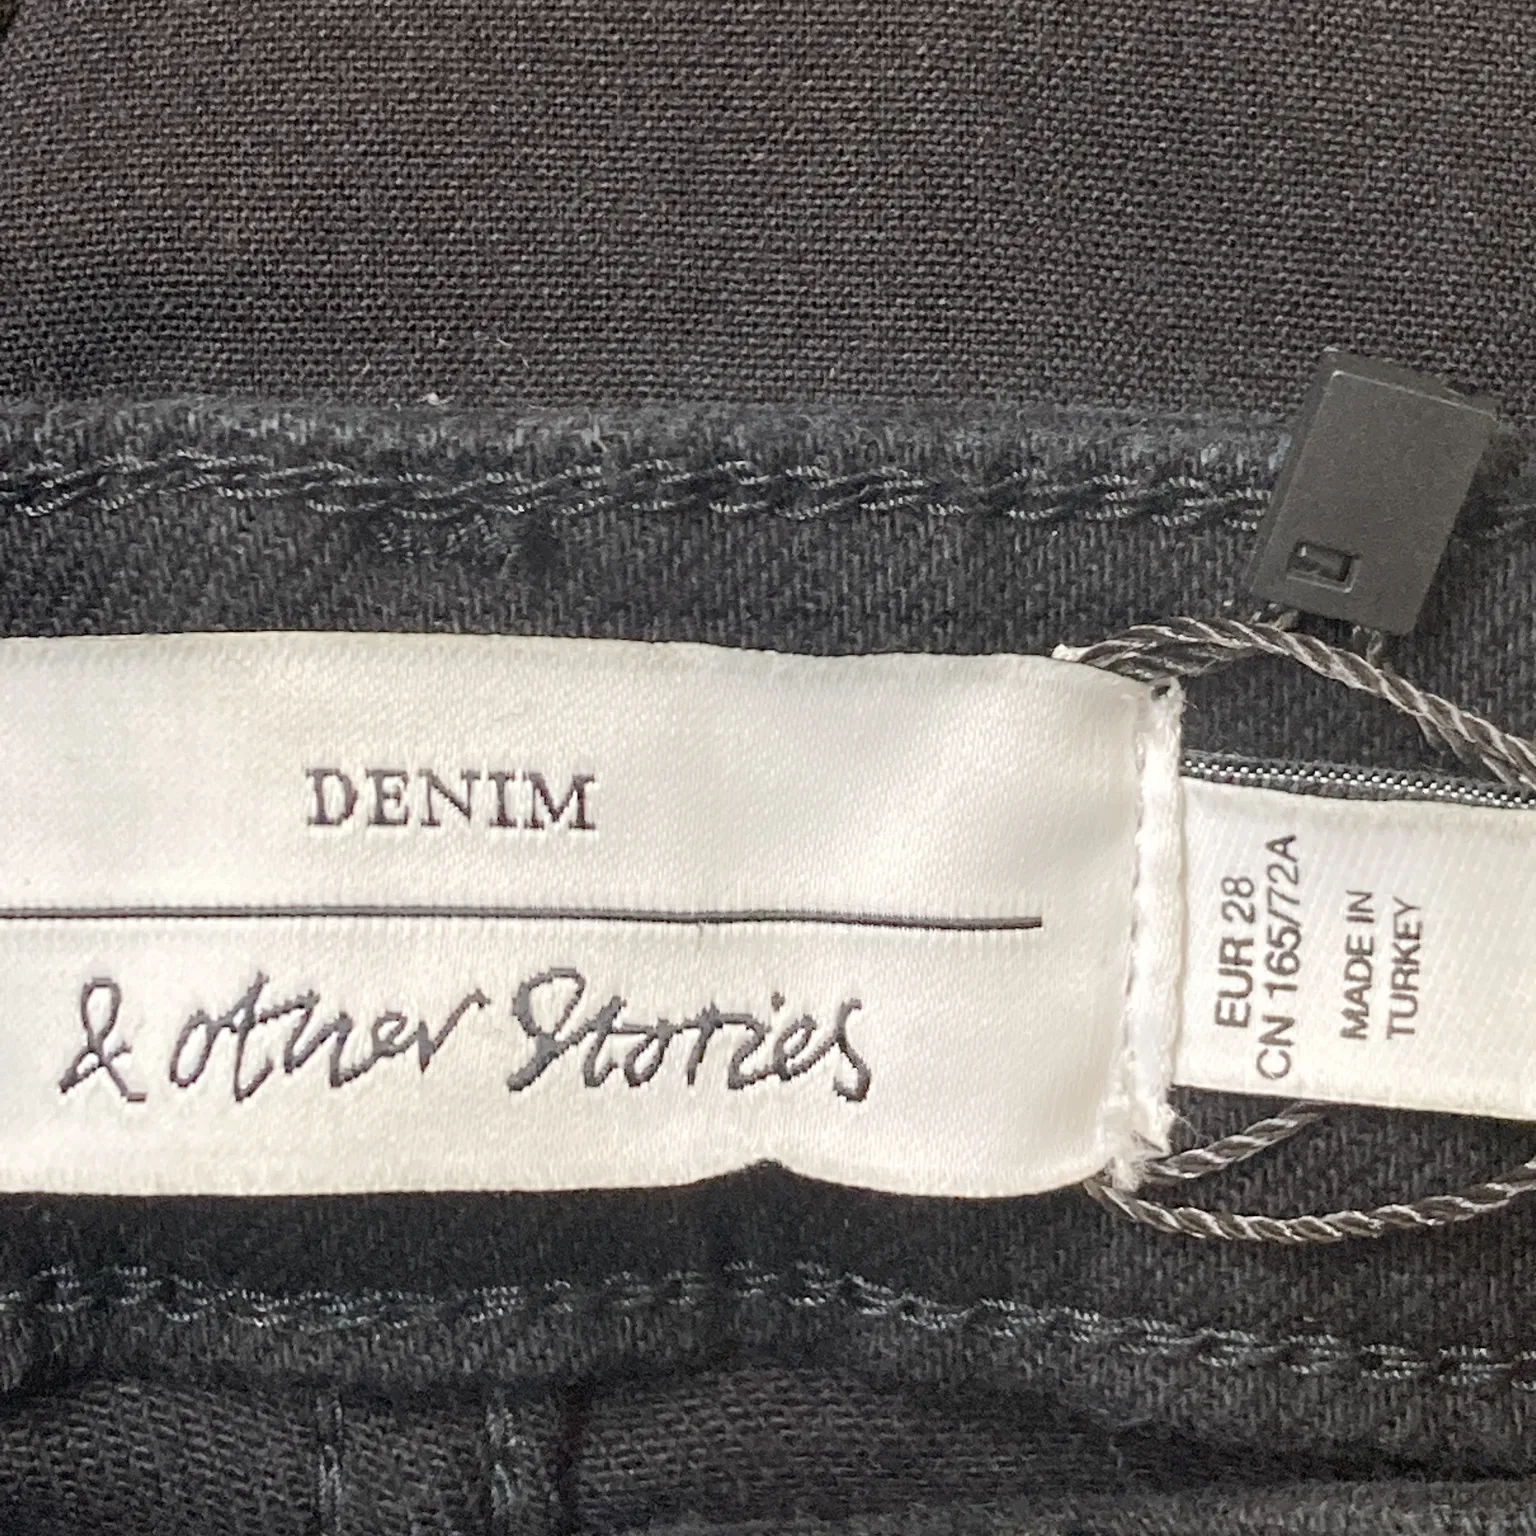 DENIM
& other Stories
EUR 28
CN 165/72A
MADE IN
TURKEY